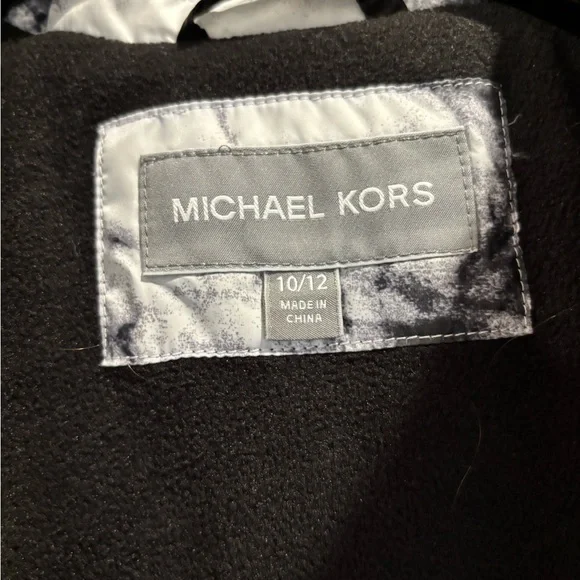 MICHAEL KORS
10/12
MADE IN
CHINA